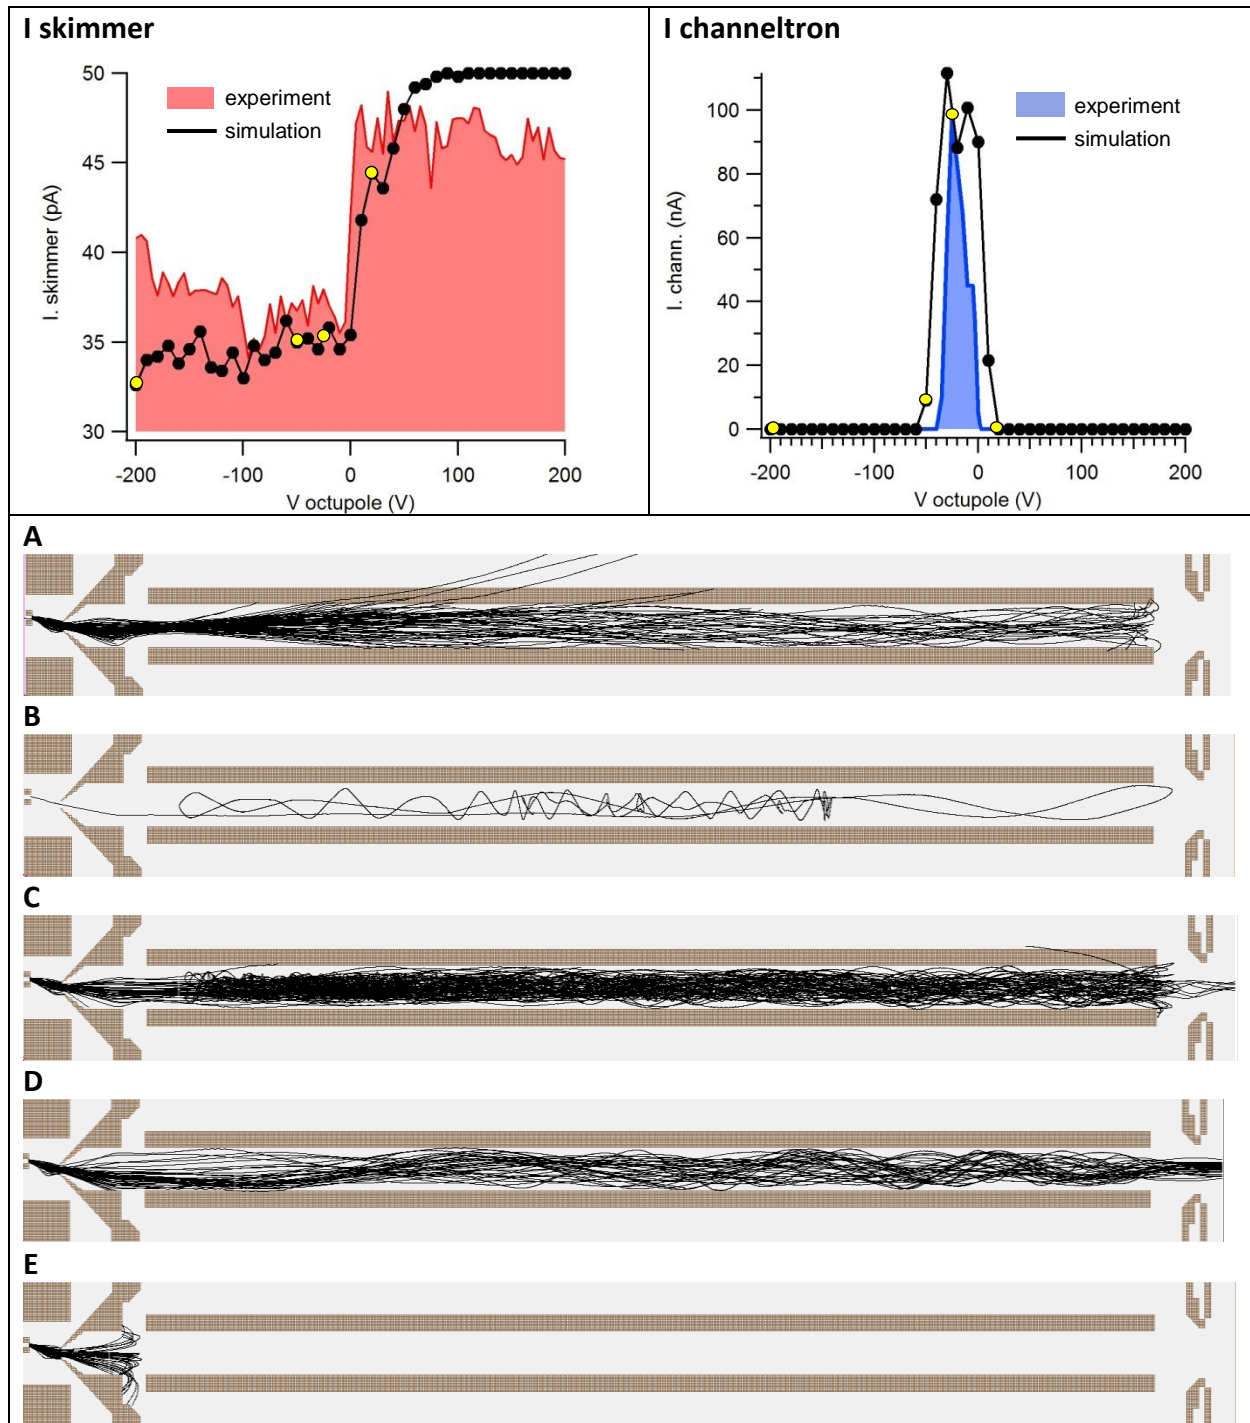 I skimmer
50
45
40
35
30
I. skimmer (pA)
experiment
simulation
-200 -100 0 100 200
V octupole (V)
I channeltron
100
80
60
40
20
0
I. chann. (nA)
experiment
simulation
-200 -100 0 100 200
V octupole (V)
A
B
C
D
E